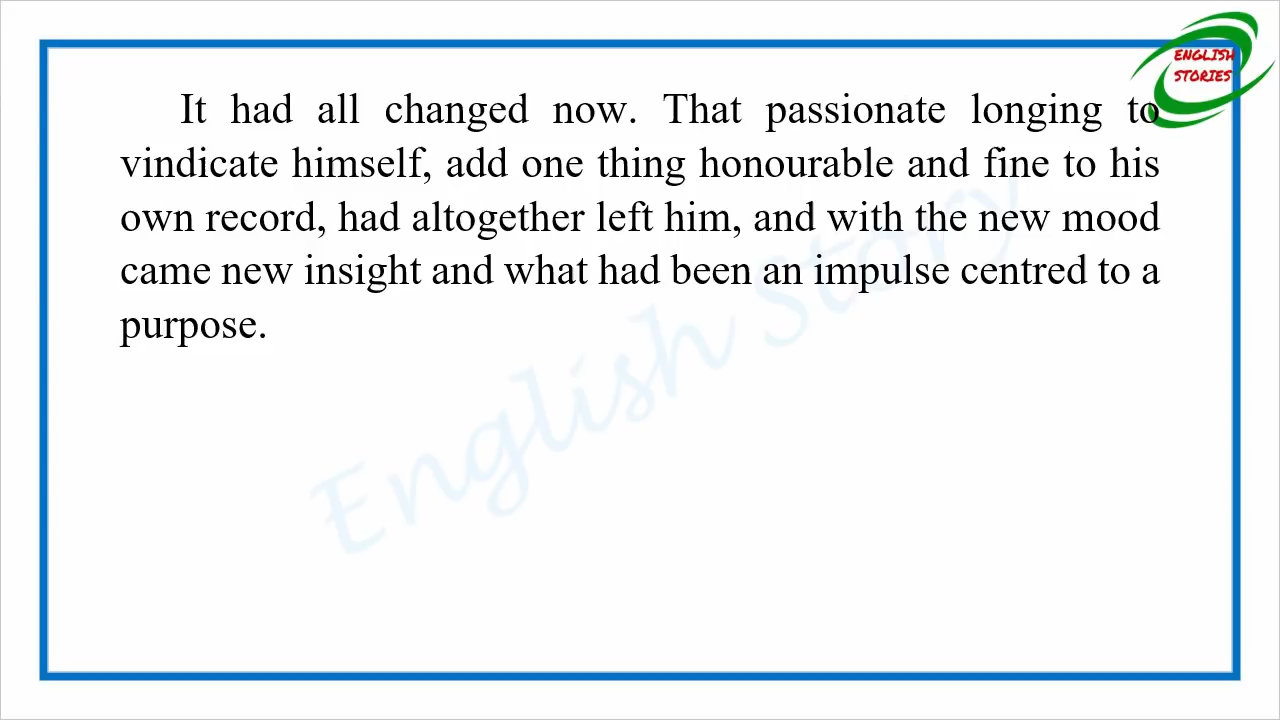 ENGLISH
STORIES
It had all changed now. That passionate longing to
vindicate himself, add one thing honourable and fine to his
own record, had altogether left him, and with the new mood
came new insight and what had been an impulse centred to a
purpose.
English Story